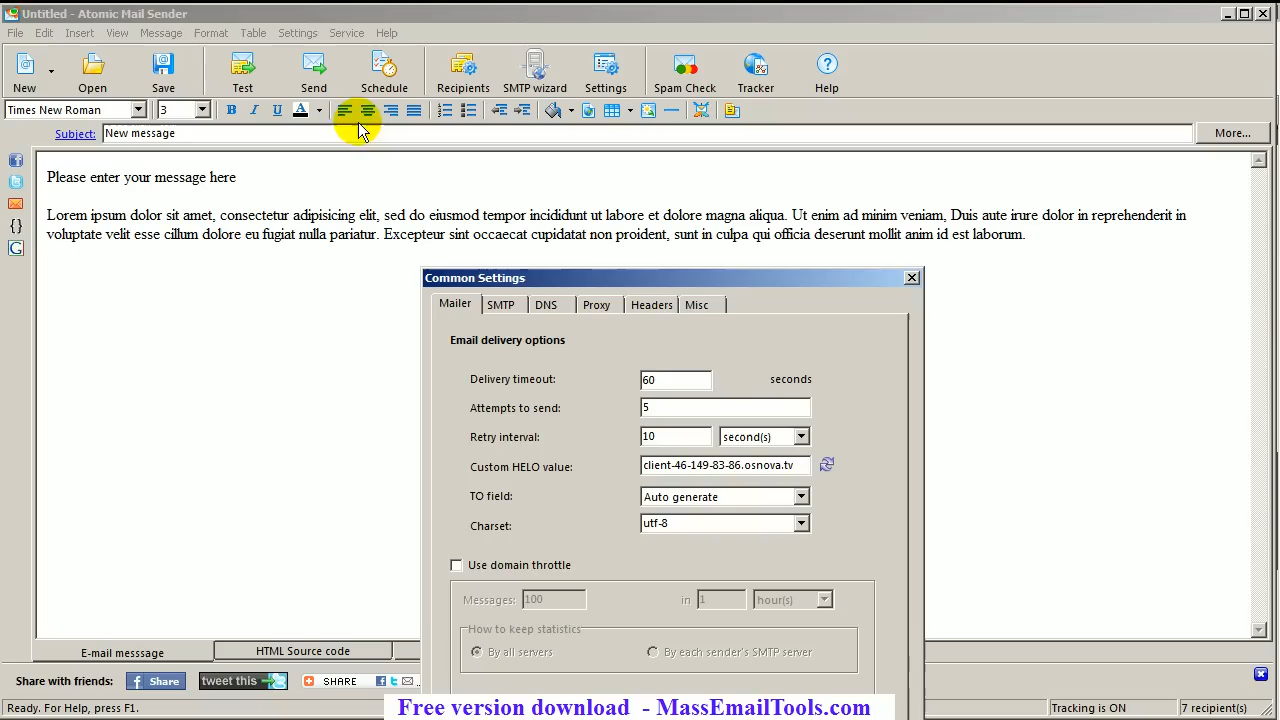 Untitled - Atomic Mail Sender
File Edit Insert View Message Format Table Settings Service Help
New Open Save Test Send Schedule Recipients SMTP wizard Settings Spam Check Tracker Help
Times New Roman 3 B I U A
Subject: New message More...
Please enter your message here
Lorem ipsum dolor sit amet, consectetur adipisicing elit, sed do eiusmod tempor incididunt ut labore et dolore magna aliqua. Ut enim ad minim veniam, Duis aute irure dolor in reprehenderit in
voluptate velit esse cillum dolore eu fugiat nulla pariatur. Excepteur sint occaecat cupidatat non proident, sunt in culpa qui officia deserunt mollit anim id est laborum.
Common Settings
Mailer SMTP DNS Proxy Headers Misc
Email delivery options
Delivery timeout: 60 seconds
Attempts to send: 5
Retry interval: 10 second(s)
Custom HELO value: client-46-149-83-86.osnova.tv
TO field: Auto generate
Charset: utf-8
Use domain throttle
Messages: 100 in 1 hour(s)
How to keep statistics
By all servers By each sender's SMTP server
E-mail messsage HTML Source code
Share with friends: f Share tweet this SHARE
Ready. For Help, press F1. Tracking is ON 7 recipient(s)
Free version download - MassEmailTools.com